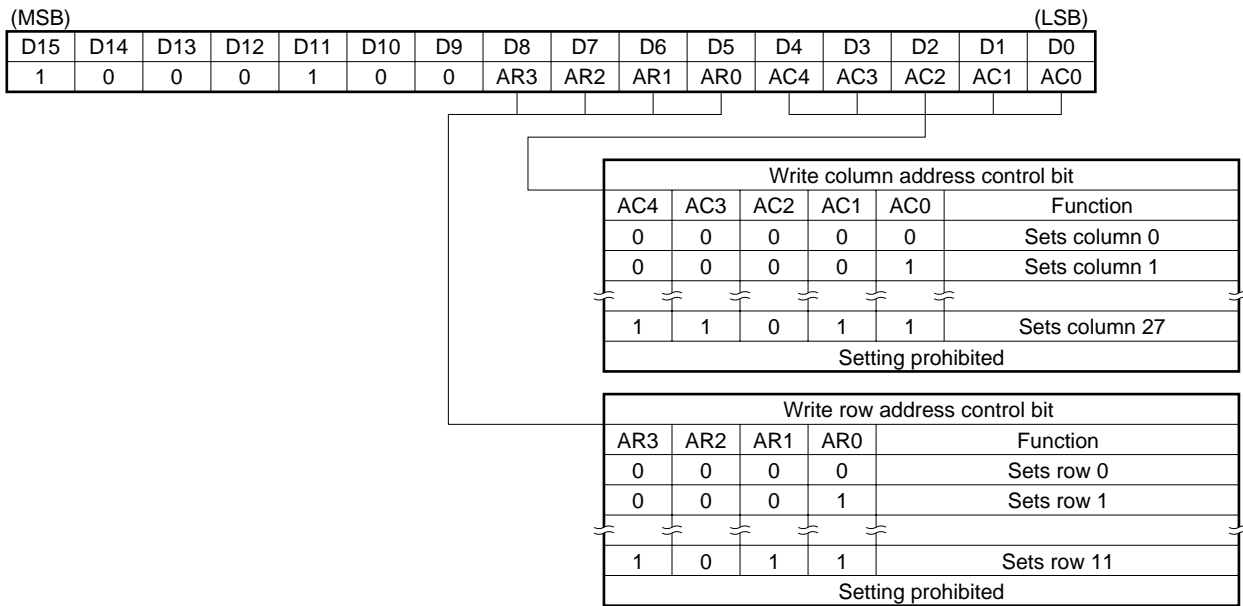 (MSB) (LSB)
D15 D14 D13 D12 D11 D10 D9 D8 D7 D6 D5 D4 D3 D2 D1 D0
1 0 0 0 1 0 0 AR3 AR2 AR1 AR0 AC4 AC3 AC2 AC1 AC0
Write column address control bit
AC4 AC3 AC2 AC1 AC0 Function
0 0 0 0 0 Sets column 0
0 0 0 0 1 Sets column 1
1 1 0 1 1 Sets column 27
Setting prohibited
Write row address control bit
AR3 AR2 AR1 AR0 Function
0 0 0 0 Sets row 0
0 0 0 1 Sets row 1
1 0 1 1 Sets row 11
Setting prohibited